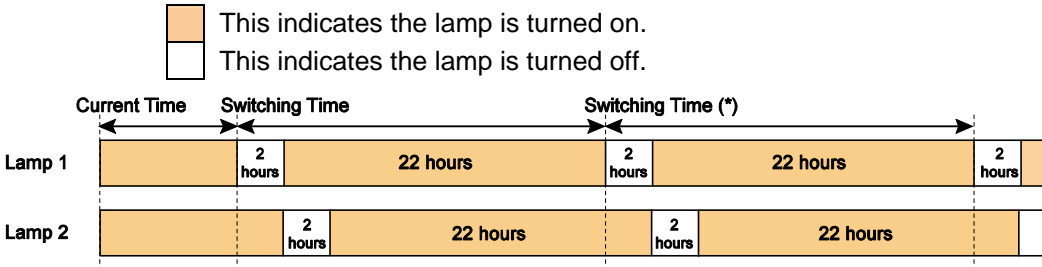 This indicates the lamp is turned on.
This indicates the lamp is turned off.
Current Time Switching Time Switching Time (*)
Lamp 1 2 hours 22 hours 2 hours 22 hours 2 hours
Lamp 2 2 hours 22 hours 2 hours 22 hours